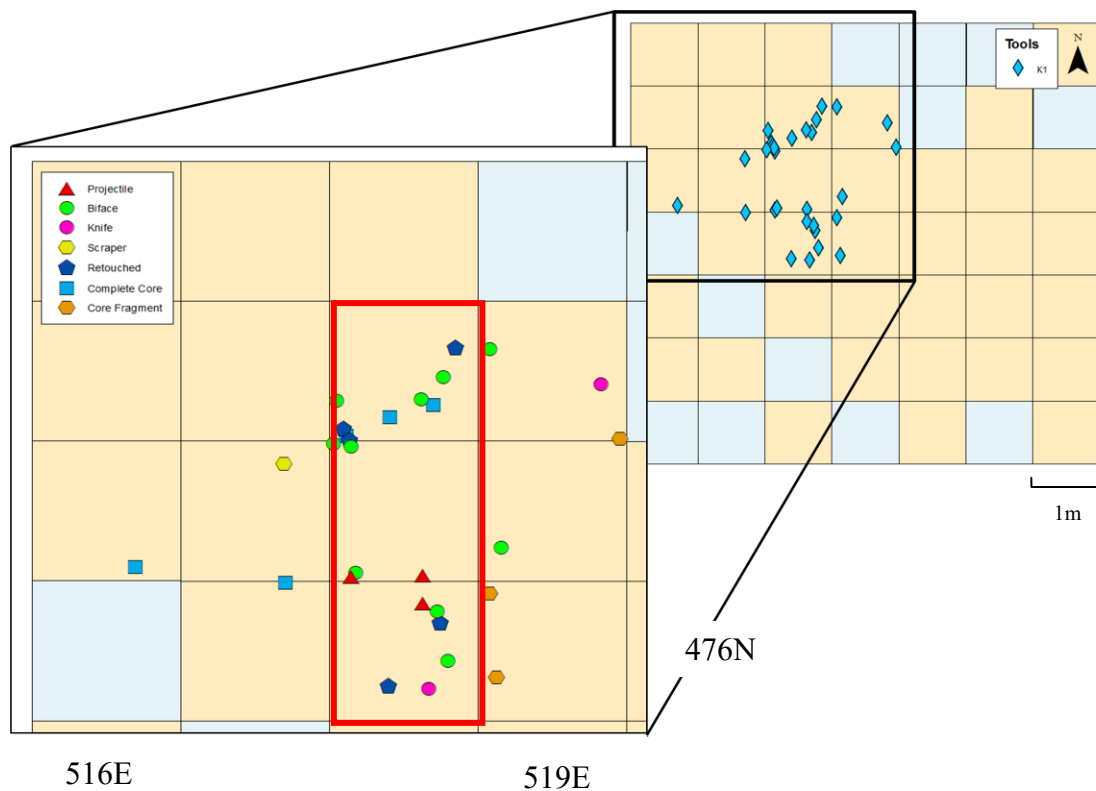 Tools
K1
N
Projectile
Biface
Knife
Scraper
Retouched
Complete Core
Core Fragment
1m
476N
516E
519E